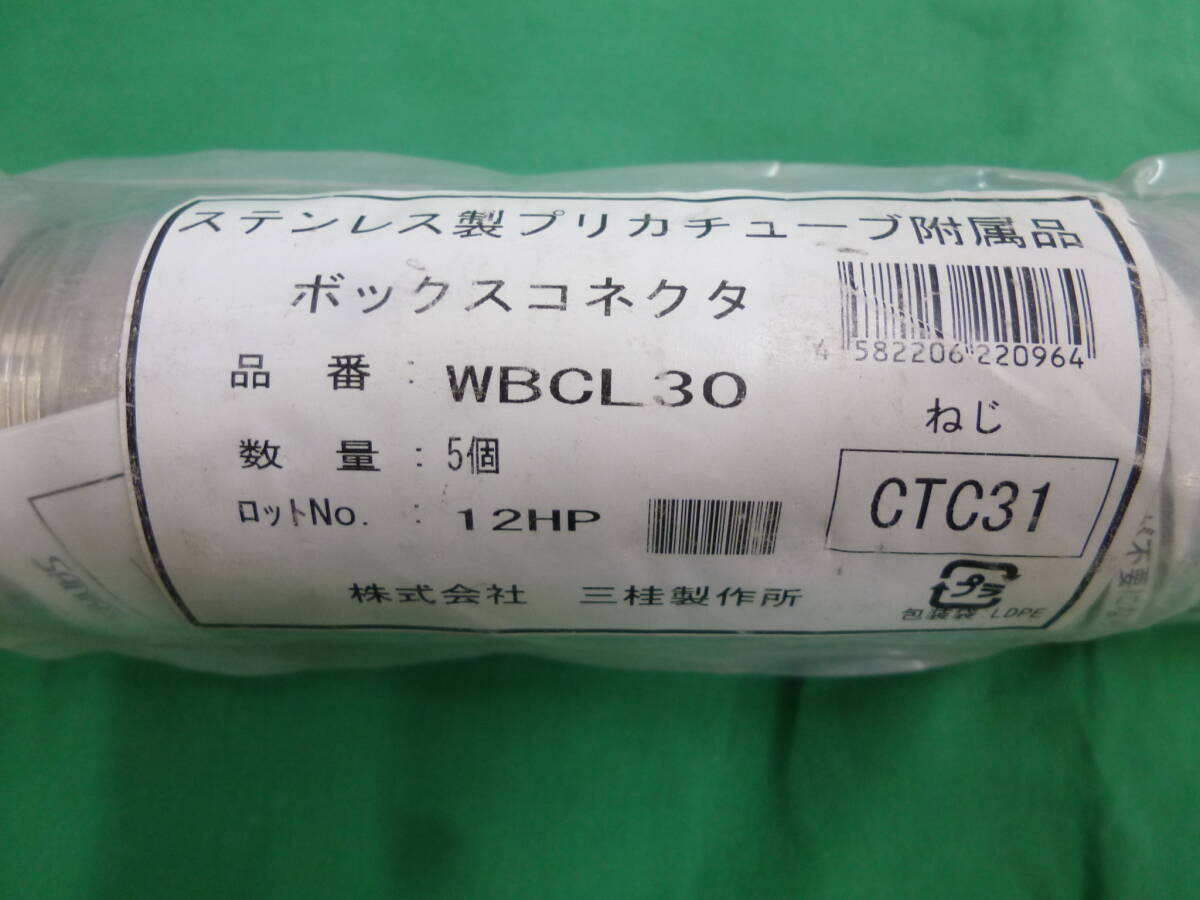 ステンレス製プリカチューブ附属品
ボックスコネクタ
4 582206 220964
品 番 : WBCL30
ねじ
数 量 : 5個
CTC31
ロットNo. : 12HP
プラ
株式会社 三桂製作所
包装袋 LDPE